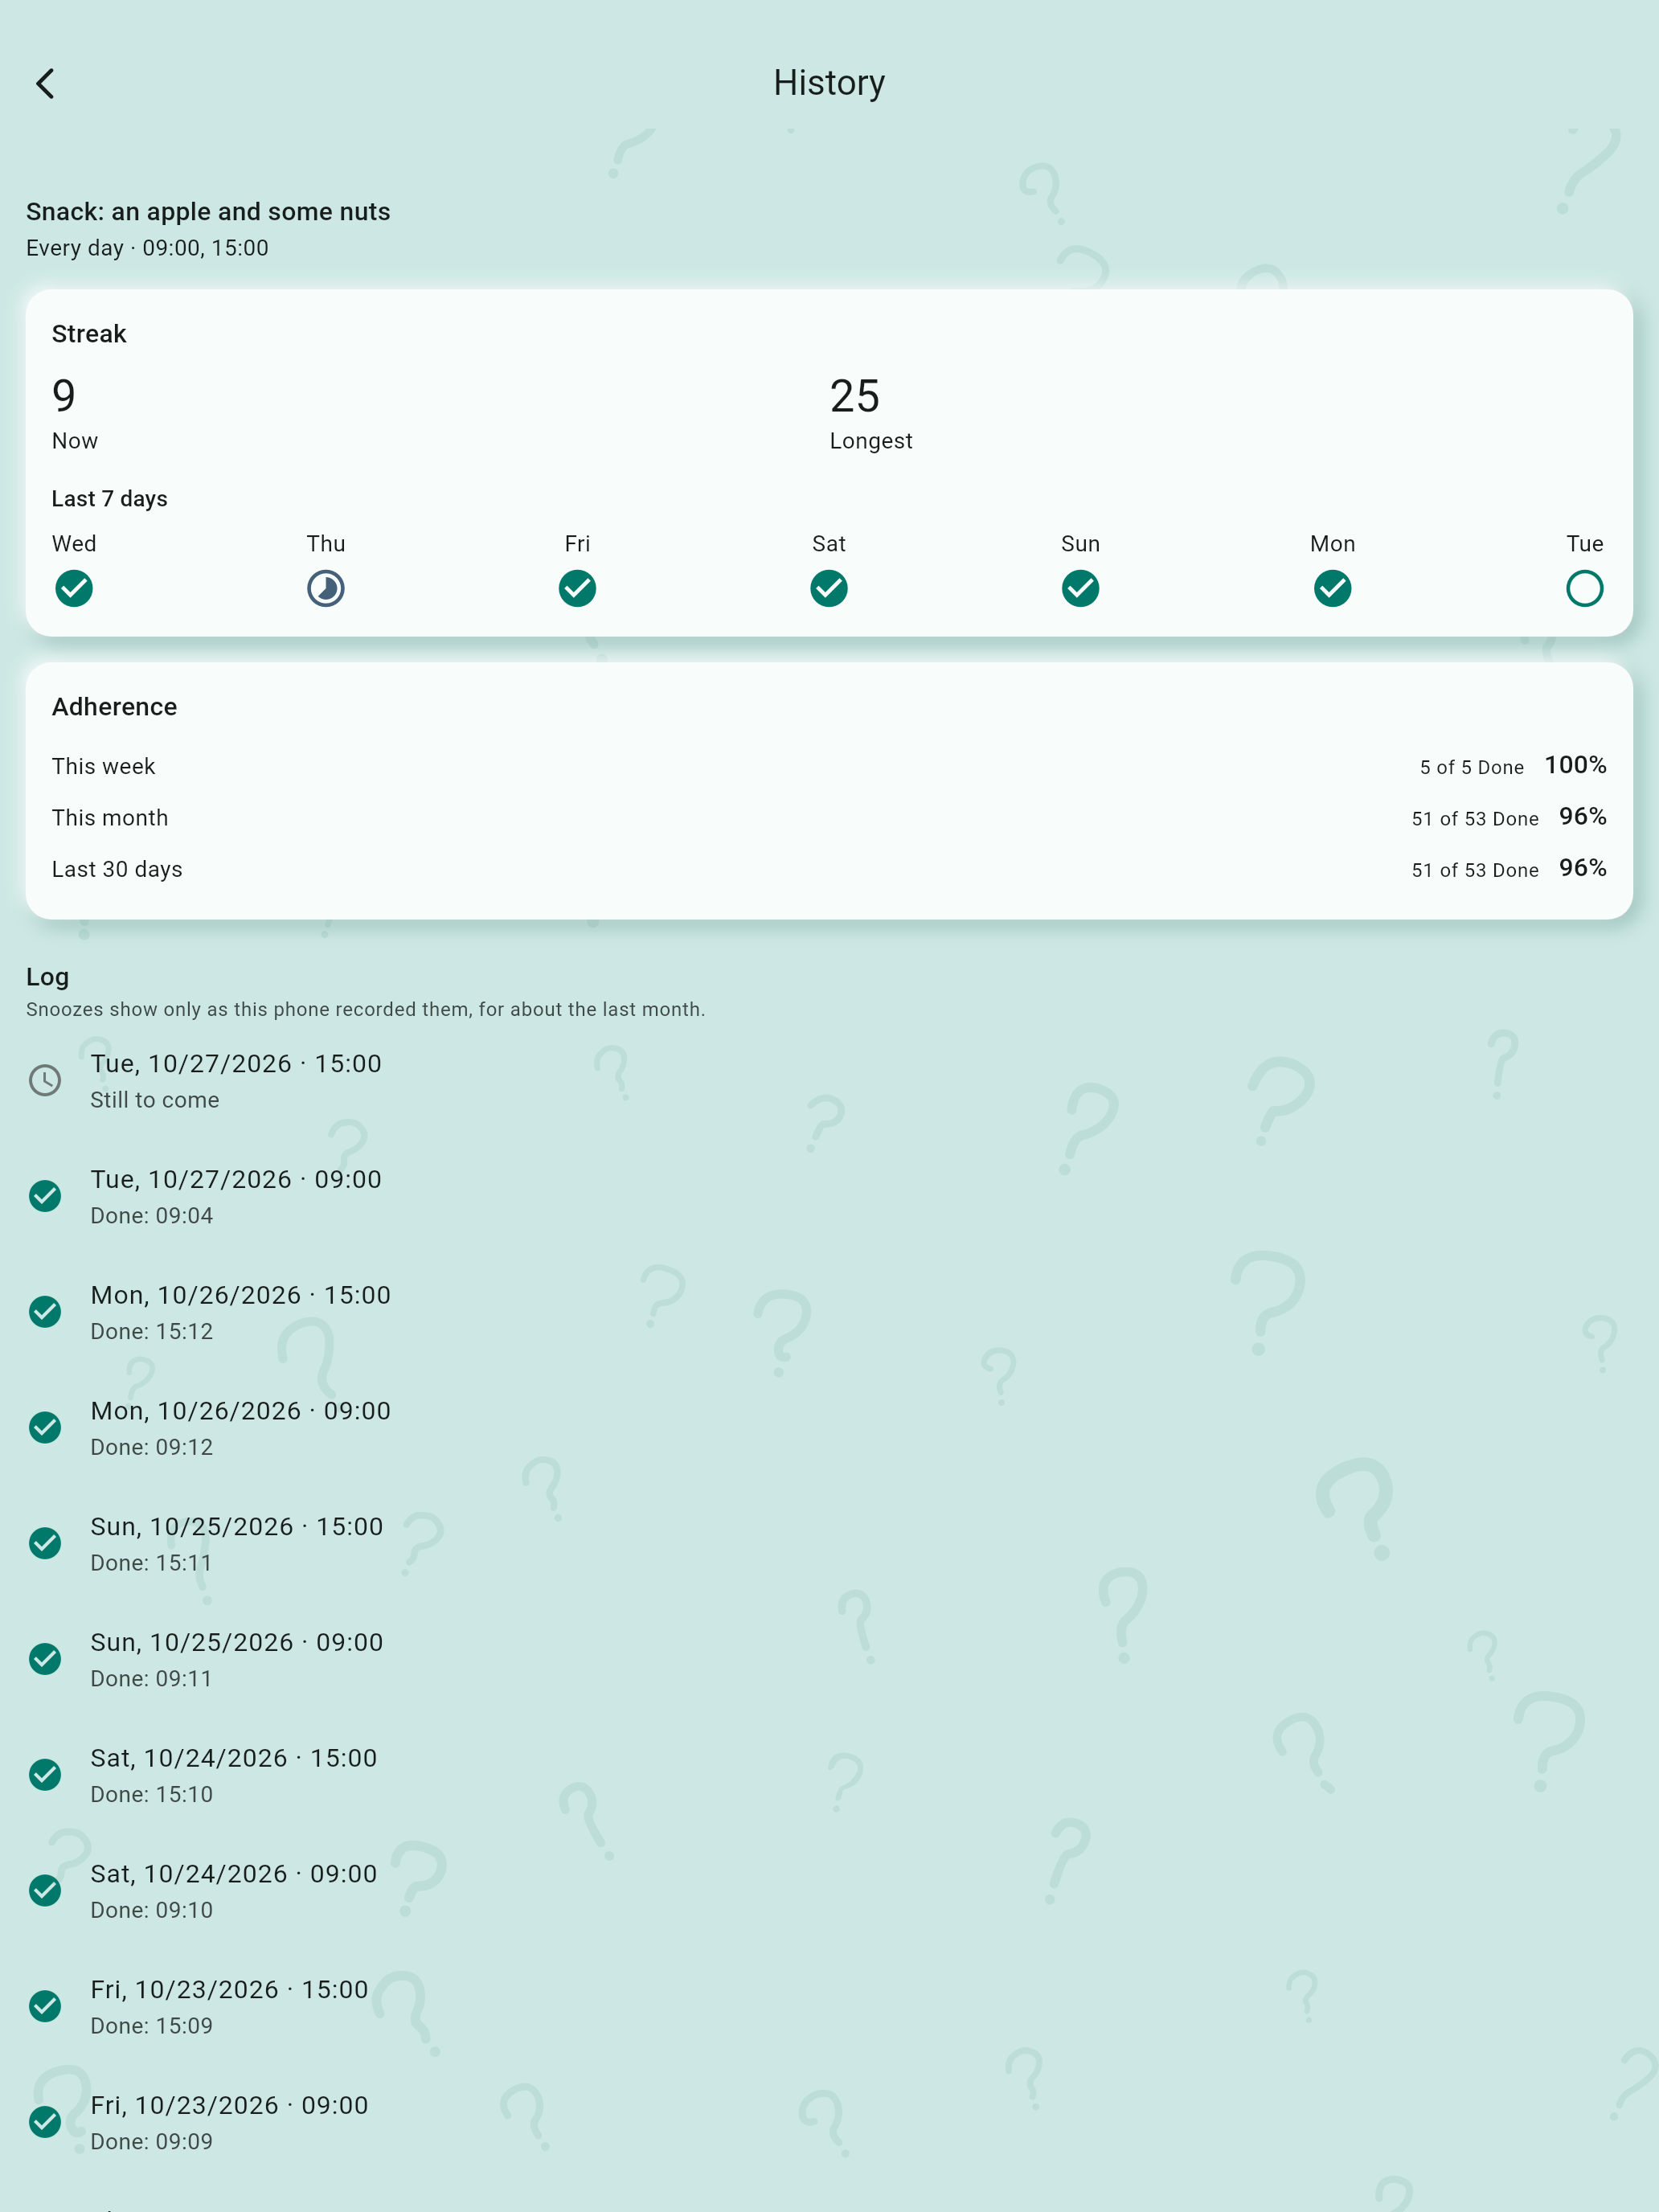 History
Snack: an apple and some nuts
Every day · 09:00, 15:00
Streak
9
Now
25
Longest
Last 7 days
Wed Thu Fri Sat Sun Mon Tue
Adherence
This week 5 of 5 Done 100%
This month 51 of 53 Done 96%
Last 30 days 51 of 53 Done 96%
Log
Snoozes show only as this phone recorded them, for about the last month.
Tue, 10/27/2026 · 15:00
Still to come
Tue, 10/27/2026 · 09:00
Done: 09:04
Mon, 10/26/2026 · 15:00
Done: 15:12
Mon, 10/26/2026 · 09:00
Done: 09:12
Sun, 10/25/2026 · 15:00
Done: 15:11
Sun, 10/25/2026 · 09:00
Done: 09:11
Sat, 10/24/2026 · 15:00
Done: 15:10
Sat, 10/24/2026 · 09:00
Done: 09:10
Fri, 10/23/2026 · 15:00
Done: 15:09
Fri, 10/23/2026 · 09:00
Done: 09:09